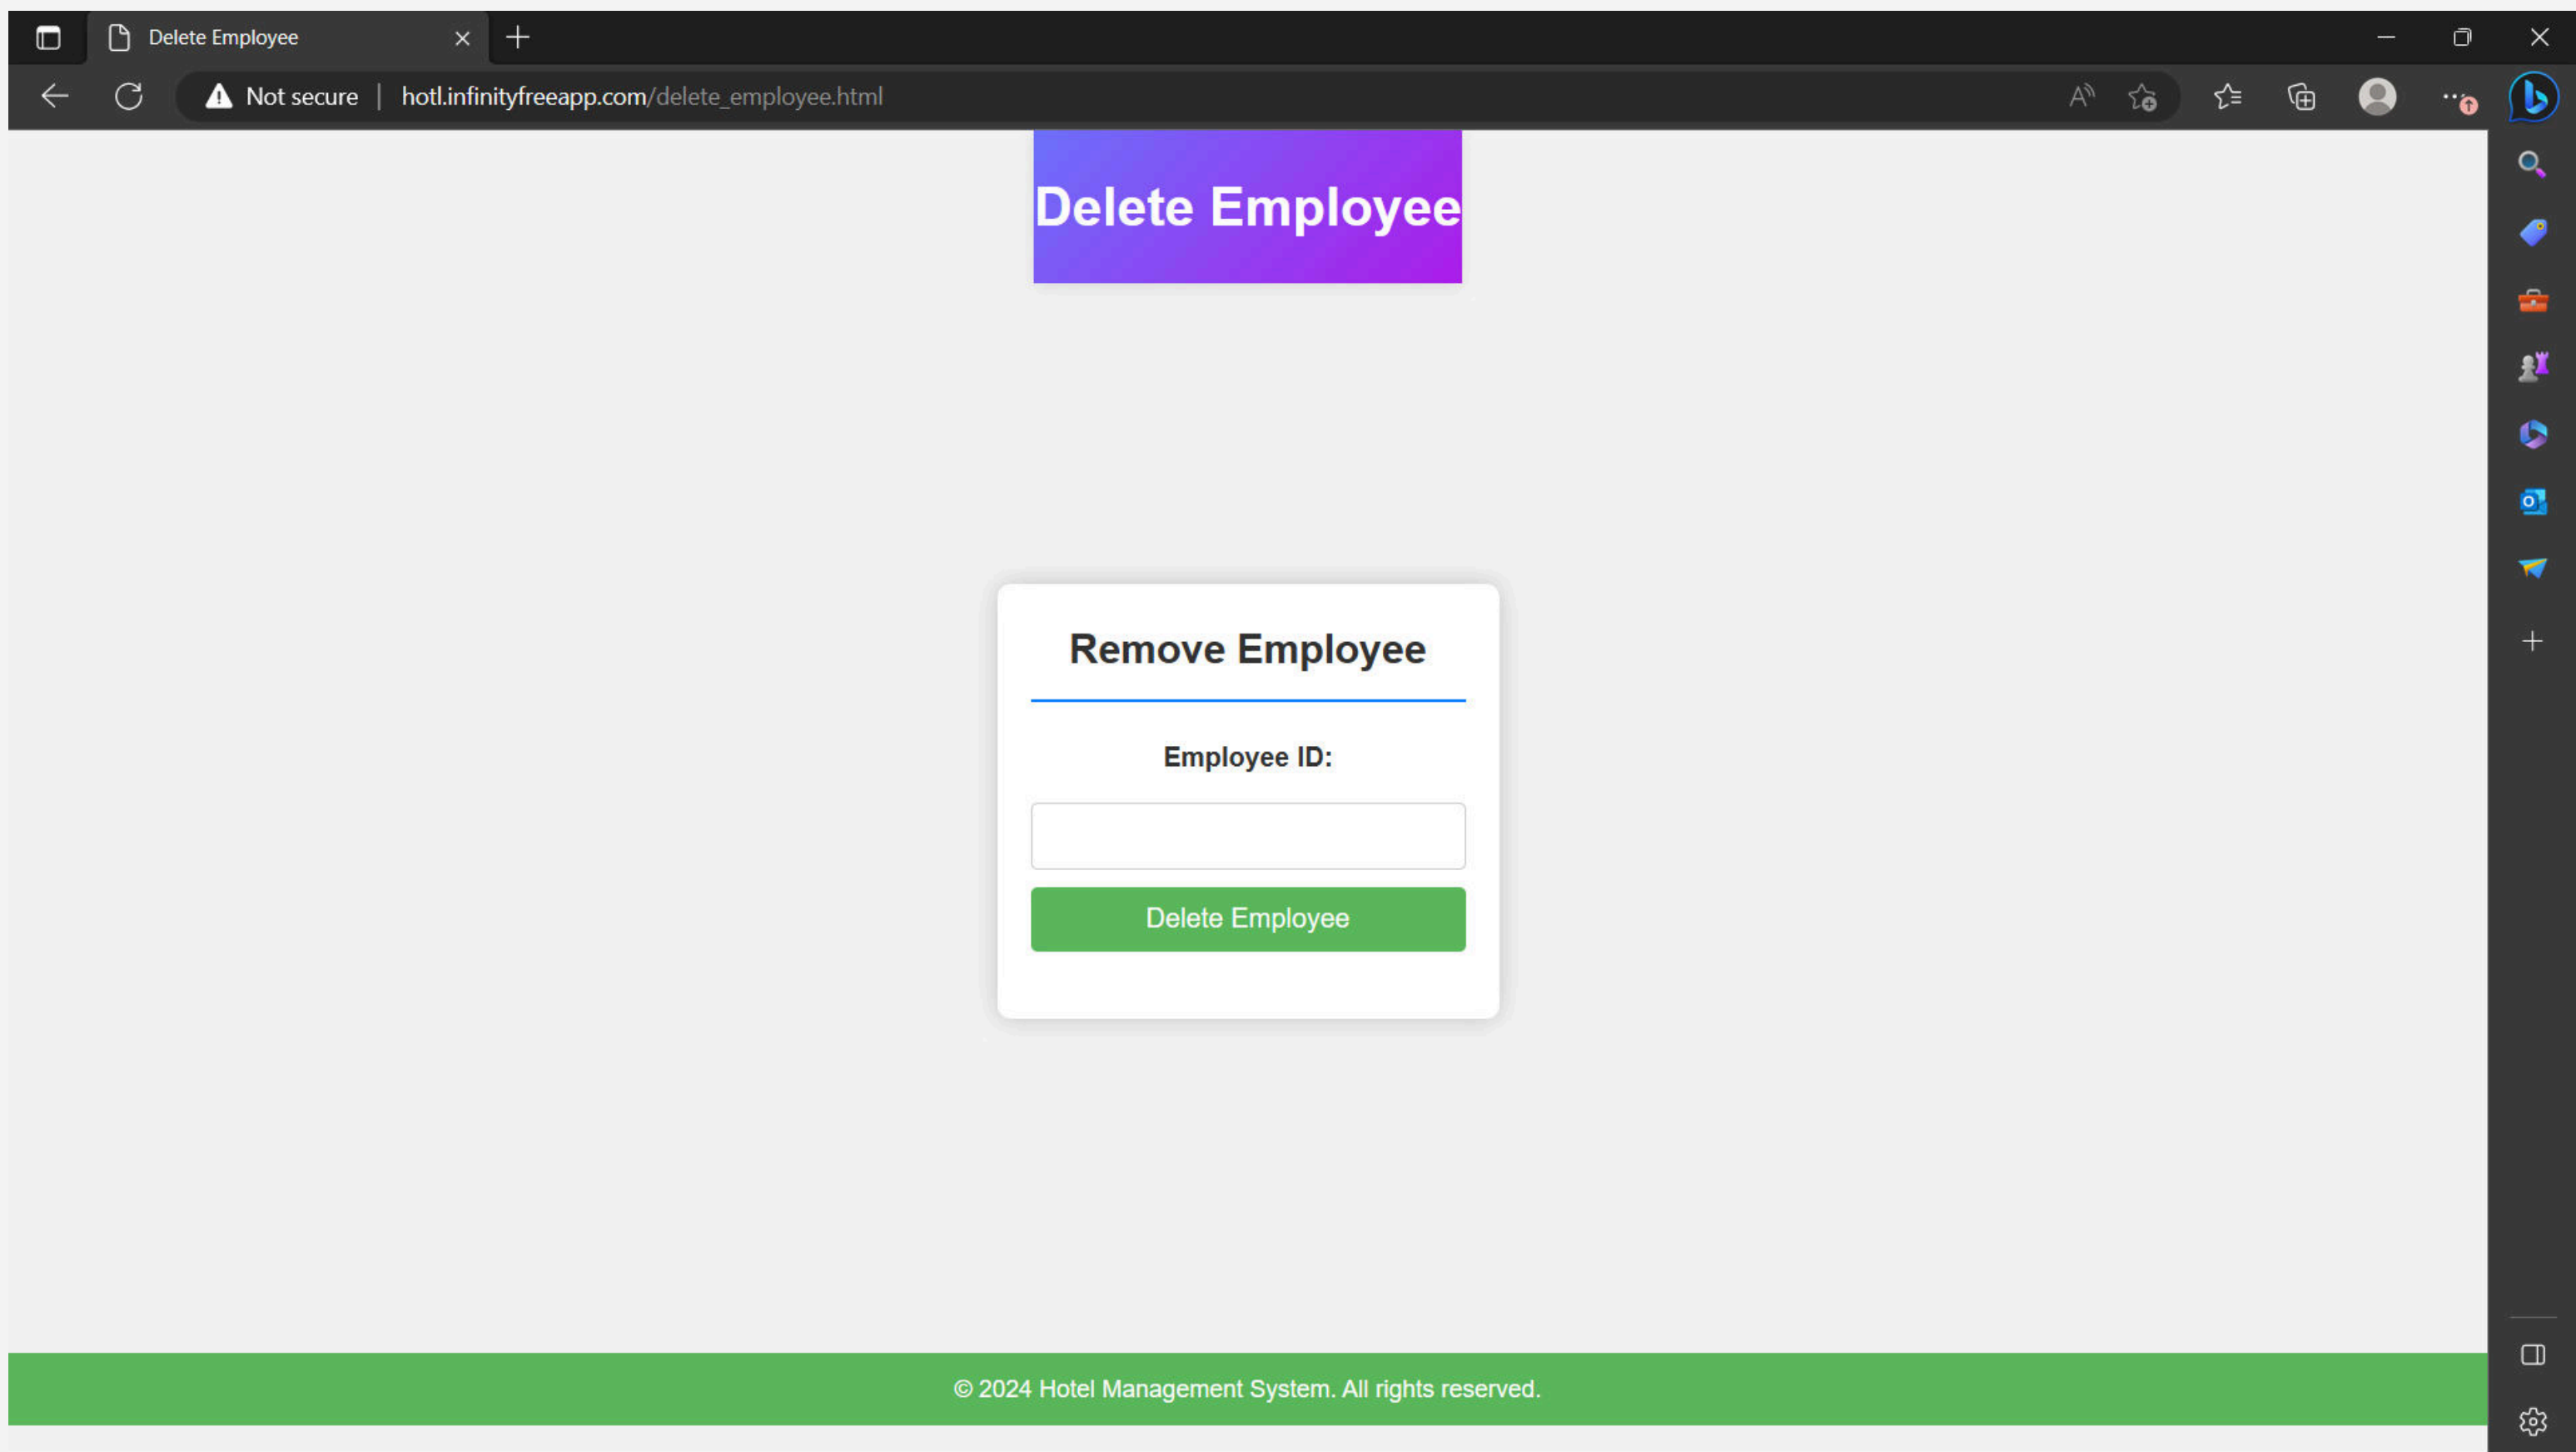 Delete Employee
Not secure | hotl.infinityfreeapp.com/delete_employee.html
Delete Employee
Remove Employee
Employee ID:
Delete Employee
© 2024 Hotel Management System. All rights reserved.